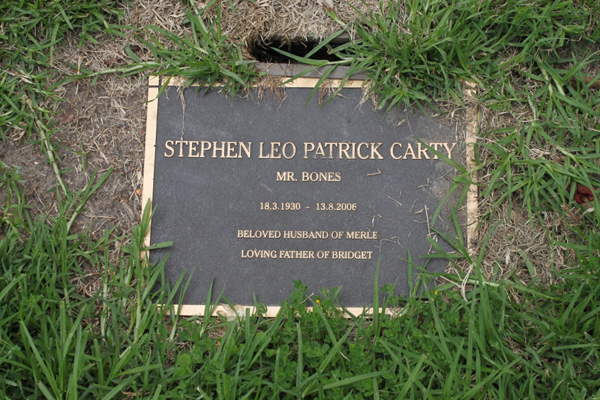 STEPHEN LEO PATRICK CARTY
MR. BONES
18.3.1930 - 13.8.2006
BELOVED HUSBAND OF MERLE
LOVING FATHER OF BRIDGET